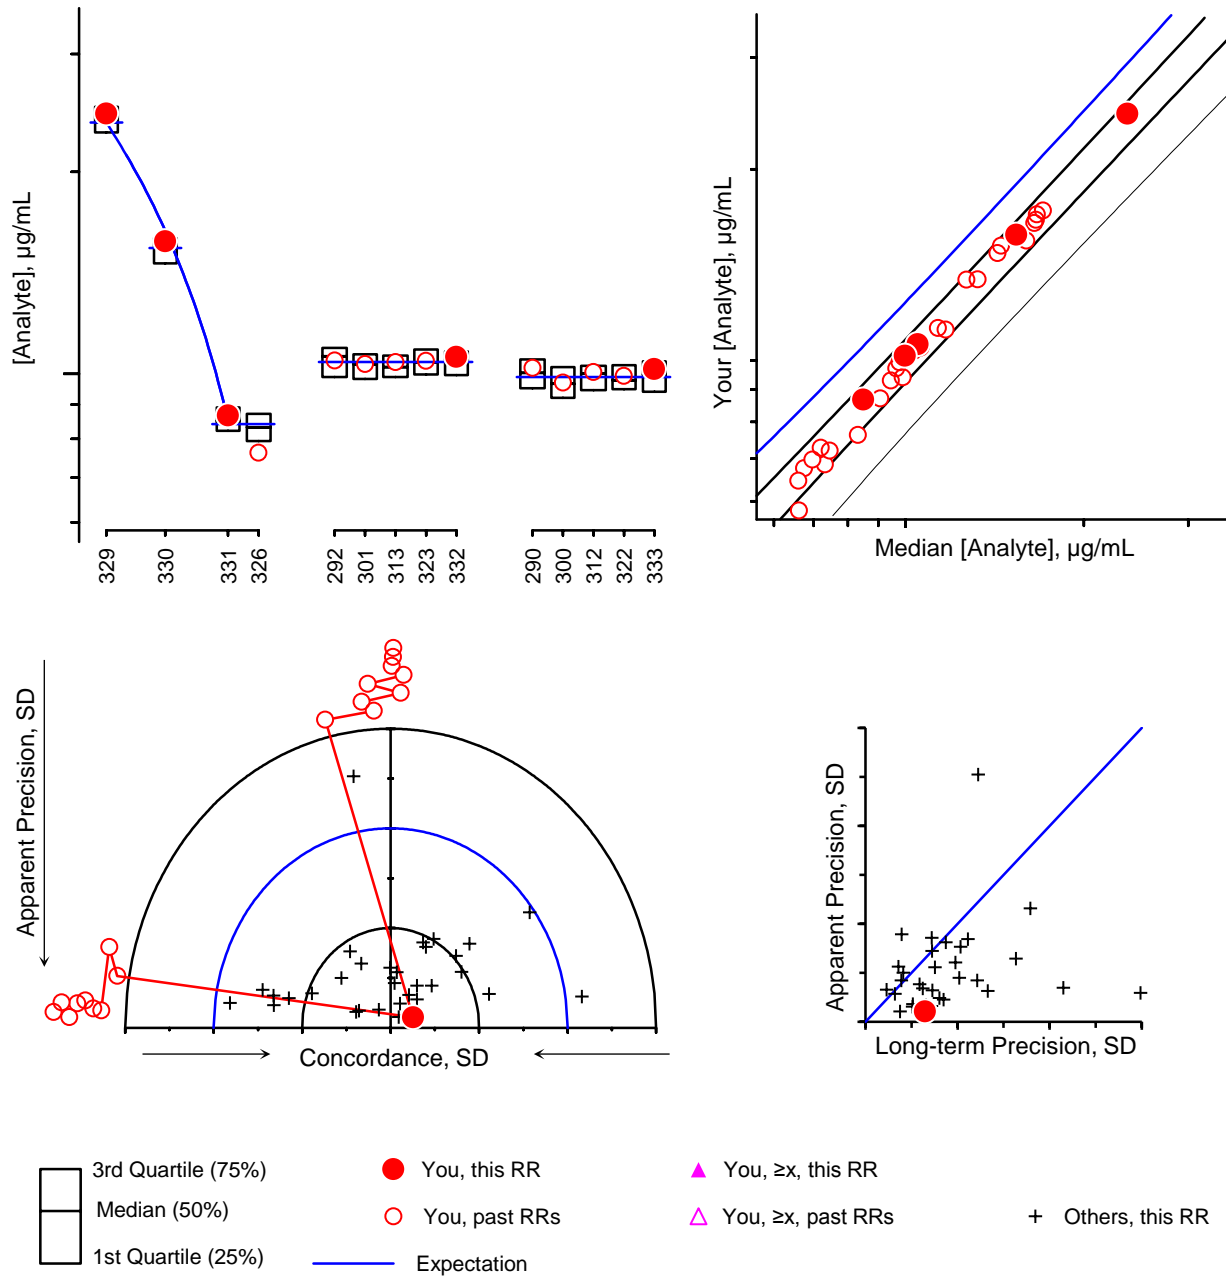 [Analyte], µg/mL
329
330
331
326
292
301
313
323
332
290
300
312
322
333
Your [Analyte], µg/mL
Median [Analyte], µg/mL
Apparent Precision, SD
Concordance, SD
Apparent Precision, SD
Long-term Precision, SD
3rd Quartile (75%)
Median (50%)
1st Quartile (25%)
You, this RR
You, past RRs
Expectation
You, ≥x, this RR
You, ≥x, past RRs
Others, this RR